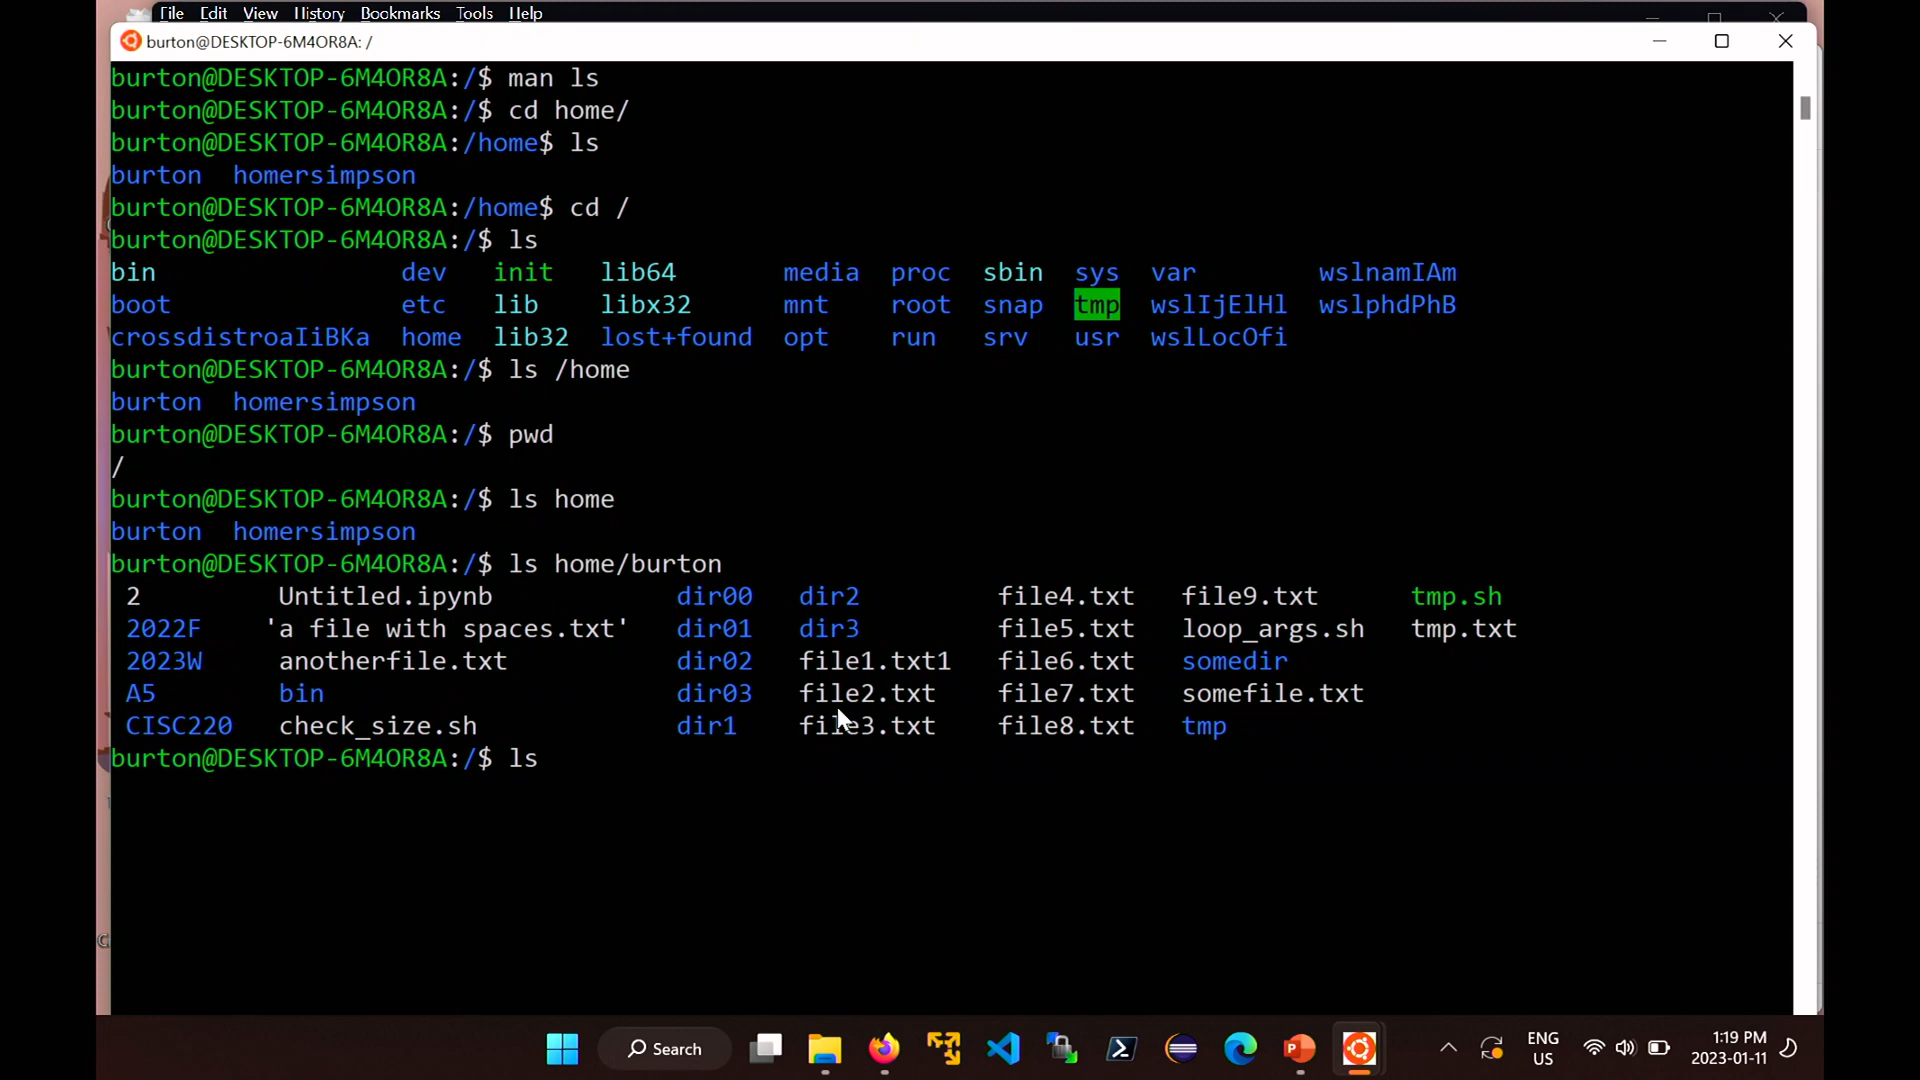 File Edit View History Bookmarks Tools Help
burton@DESKTOP-6M4OR8A: /
burton@DESKTOP-6M4OR8A:/$ man ls
burton@DESKTOP-6M4OR8A:/$ cd home/
burton@DESKTOP-6M4OR8A:/home$ ls
burton homersimpson
burton@DESKTOP-6M4OR8A:/home$ cd /
burton@DESKTOP-6M4OR8A:/$ ls
bin dev init lib64 media proc sbin sys var wslnamIAm
boot etc lib libx32 mnt root snap tmp wslIjElHl wslphdPhB
crossdistroaIiBKa home lib32 lost+found opt run srv usr wslLocOfi
burton@DESKTOP-6M4OR8A:/$ ls /home
burton homersimpson
burton@DESKTOP-6M4OR8A:/$ pwd
/
burton@DESKTOP-6M4OR8A:/$ ls home
burton homersimpson
burton@DESKTOP-6M4OR8A:/$ ls home/burton
2 Untitled.ipynb dir00 dir2 file4.txt file9.txt tmp.sh
2022F 'a file with spaces.txt' dir01 dir3 file5.txt loop_args.sh tmp.txt
2023W anotherfile.txt dir02 file1.txt1 file6.txt somedir
A5 bin dir03 file2.txt file7.txt somefile.txt
CISC220 check_size.sh dir1 file3.txt file8.txt tmp
burton@DESKTOP-6M4OR8A:/$ ls
Search
ENG
US
1:19 PM
2023-01-11